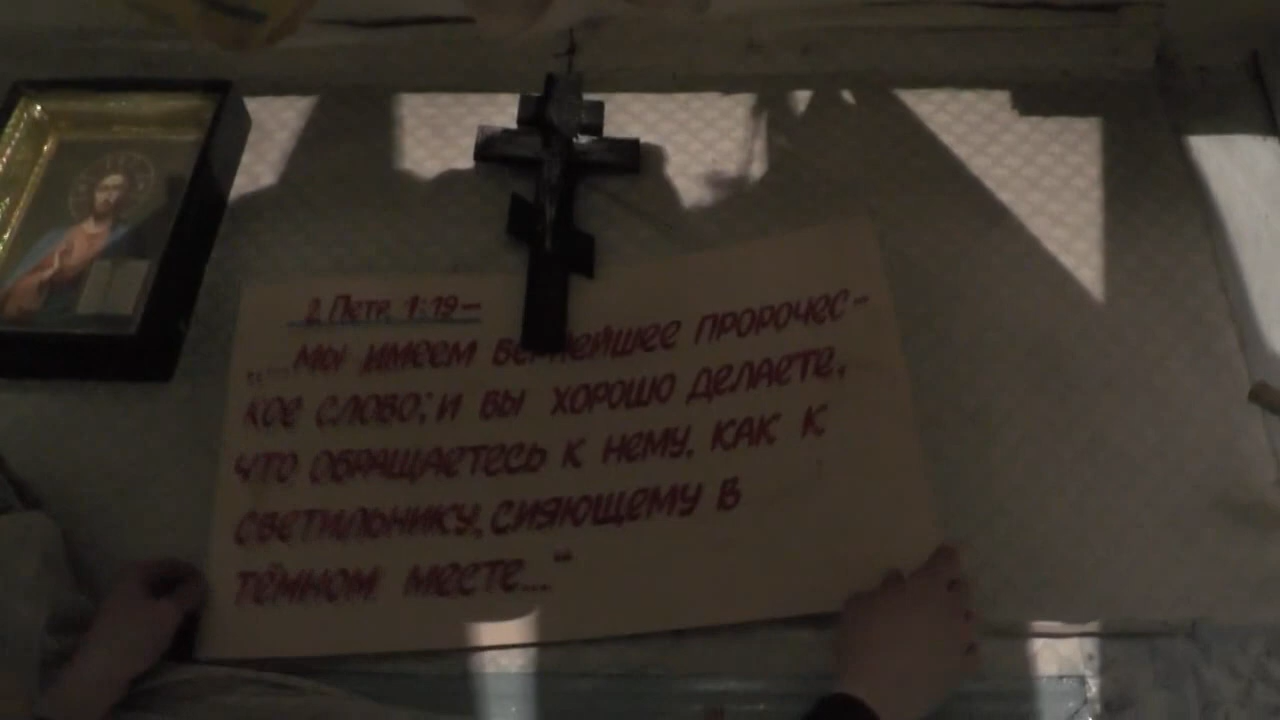 2 Петр. 1:19—
„...мы имеем вернейшее пророчес-
кое слово; и вы хорошо делаете,
что обращаетесь к нему, как к
светильнику, сияющему в
тёмном месте..."